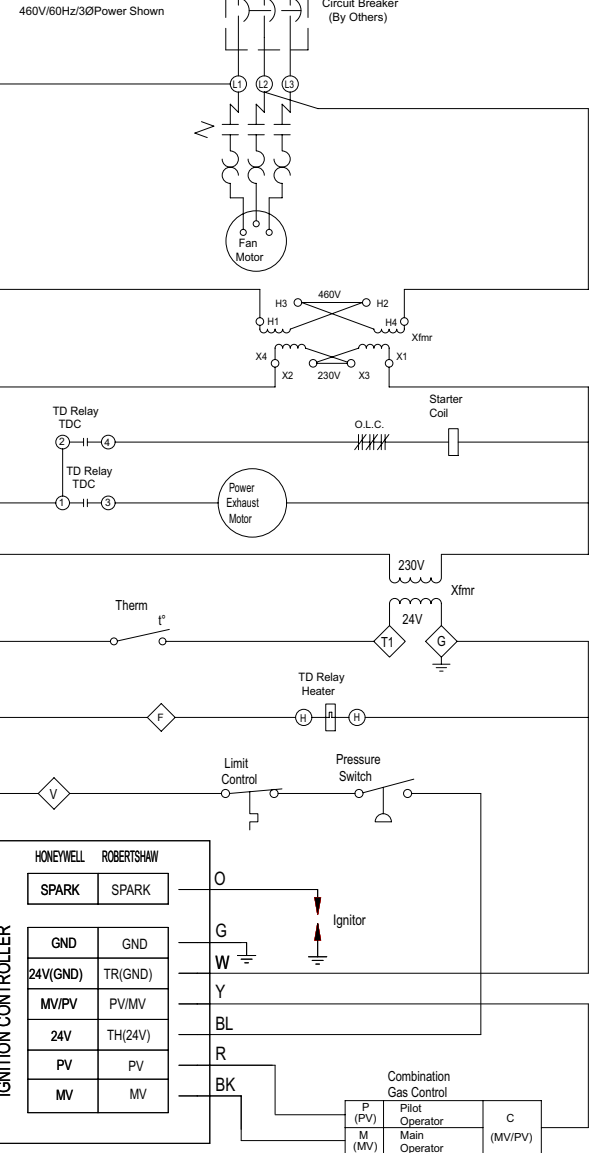 460V/60Hz/3ØPower Shown
Circuit Breaker
(By Others)
L1 L2 L3
Fan
Motor
H3 460V H2
H1 H4
Xfmr
X4 X1
X2 230V X3
Starter
Coil
TD Relay
TDC
O.L.C.
2 4
TD Relay
TDC
1 3
Power
Exhaust
Motor
230V
Xfmr
24V
Therm
t°
T1 G
TD Relay
Heater
F H H
Limit
Control
Pressure
Switch
V
HONEYWELL ROBERTSHAW
SPARK SPARK O
Ignitor
IGNITION CONTROLLER
GND GND G
24V(GND) TR(GND) W
MV/PV PV/MV Y
24V TH(24V) BL
PV PV R
MV MV BK
Combination
Gas Control
P
(PV)
Pilot
Operator
C
(MV/PV)
M
(MV)
Main
Operator